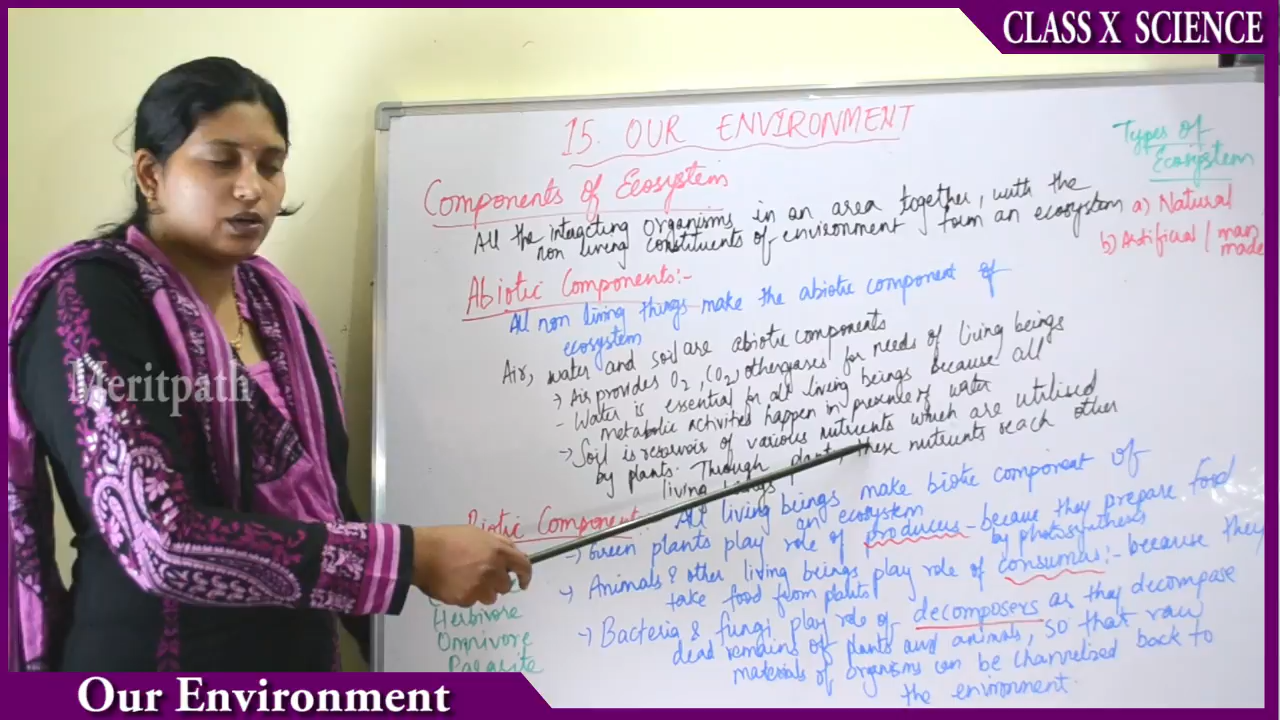 CLASS X SCIENCE
15. OUR ENVIRONMENT
Components of Ecosystem
All the interacting organisms in an area together, with the
non living constituents of environment form an ecosystem
Types of
Ecosystem
a) Natural
b) Artificial / man
made
Abiotic Components:-
All non living things make the abiotic component of
ecosystem
Air, water and soil are abiotic components
→ Air provides O2, CO2, other gases for needs of living beings
- Water is essential for all living beings because all
metabolic activities happen in presence of water
→ Soil is reservoir of various nutrients which are utilised
by plants. Through plant, these nutrients reach other
living beings
Biotic Component:- All living beings make biotic component of
an ecosystem
→ Green plants play role of producers - because they prepare food
by photosynthesis
→ Animals & other living beings play role of consumers:- because they
take food from plants
→ Bacteria & fungi play role of decomposers as they decompose
dead remains of plants and animals, so that raw
materials of organisms can be channelised back to
the environment.
Herbivore
Omnivore
Parasite
Meritpath
Our Environment